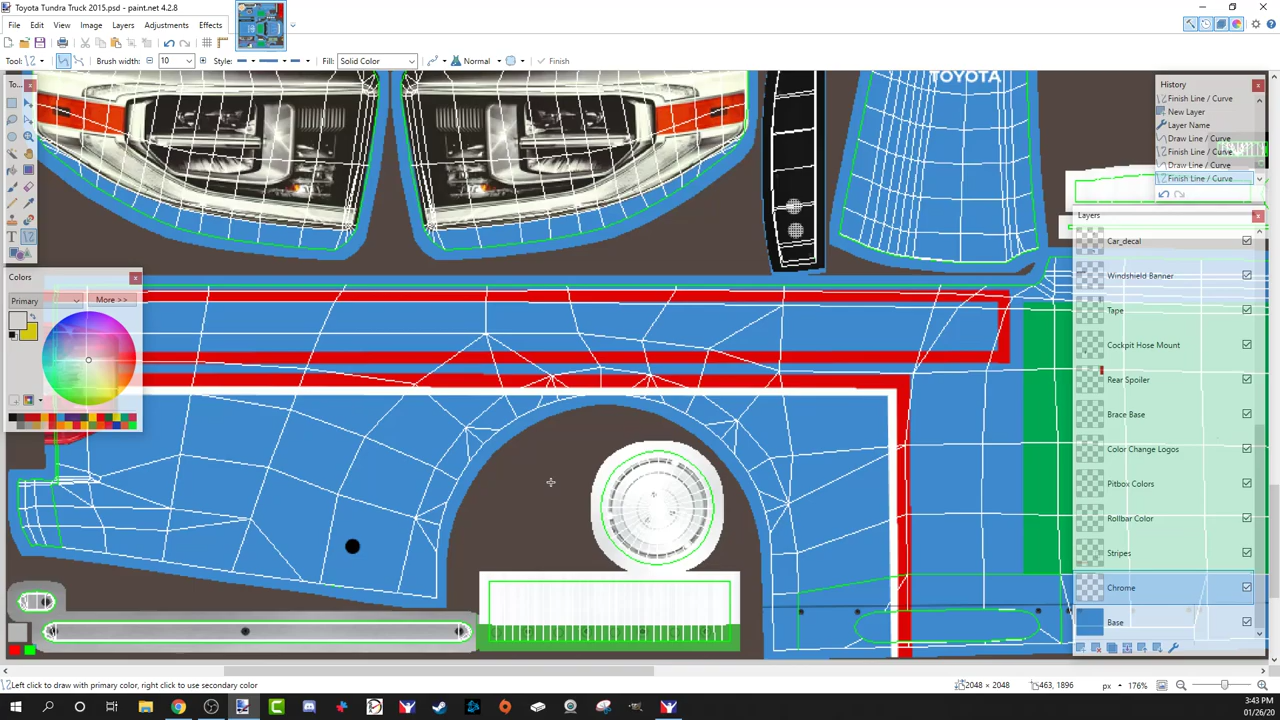 Toyota Tundra Truck 2015.psd - paint.net 4.2.8
File Edit View Image Layers Adjustments Effects
Tool: Brush width: 10 Style: Fill: Solid Color Normal Finish
To...
TOYOTA
History
Finish Line / Curve
New Layer
Layer Name
Draw Line / Curve
Finish Line / Curve
Draw Line / Curve
Finish Line / Curve
Layers
Car_decal
Windshield Banner
Tape
Cockpit Hose Mount
Rear Spoiler
Brace Base
Color Change Logos
Pitbox Colors
Rollbar Color
Stripes
Chrome
Base
Colors
Primary More >>
Left click to draw with primary color, right click to use secondary color
2048 × 2048 463, 1896 px 176%
3:43 PM
01/26/20